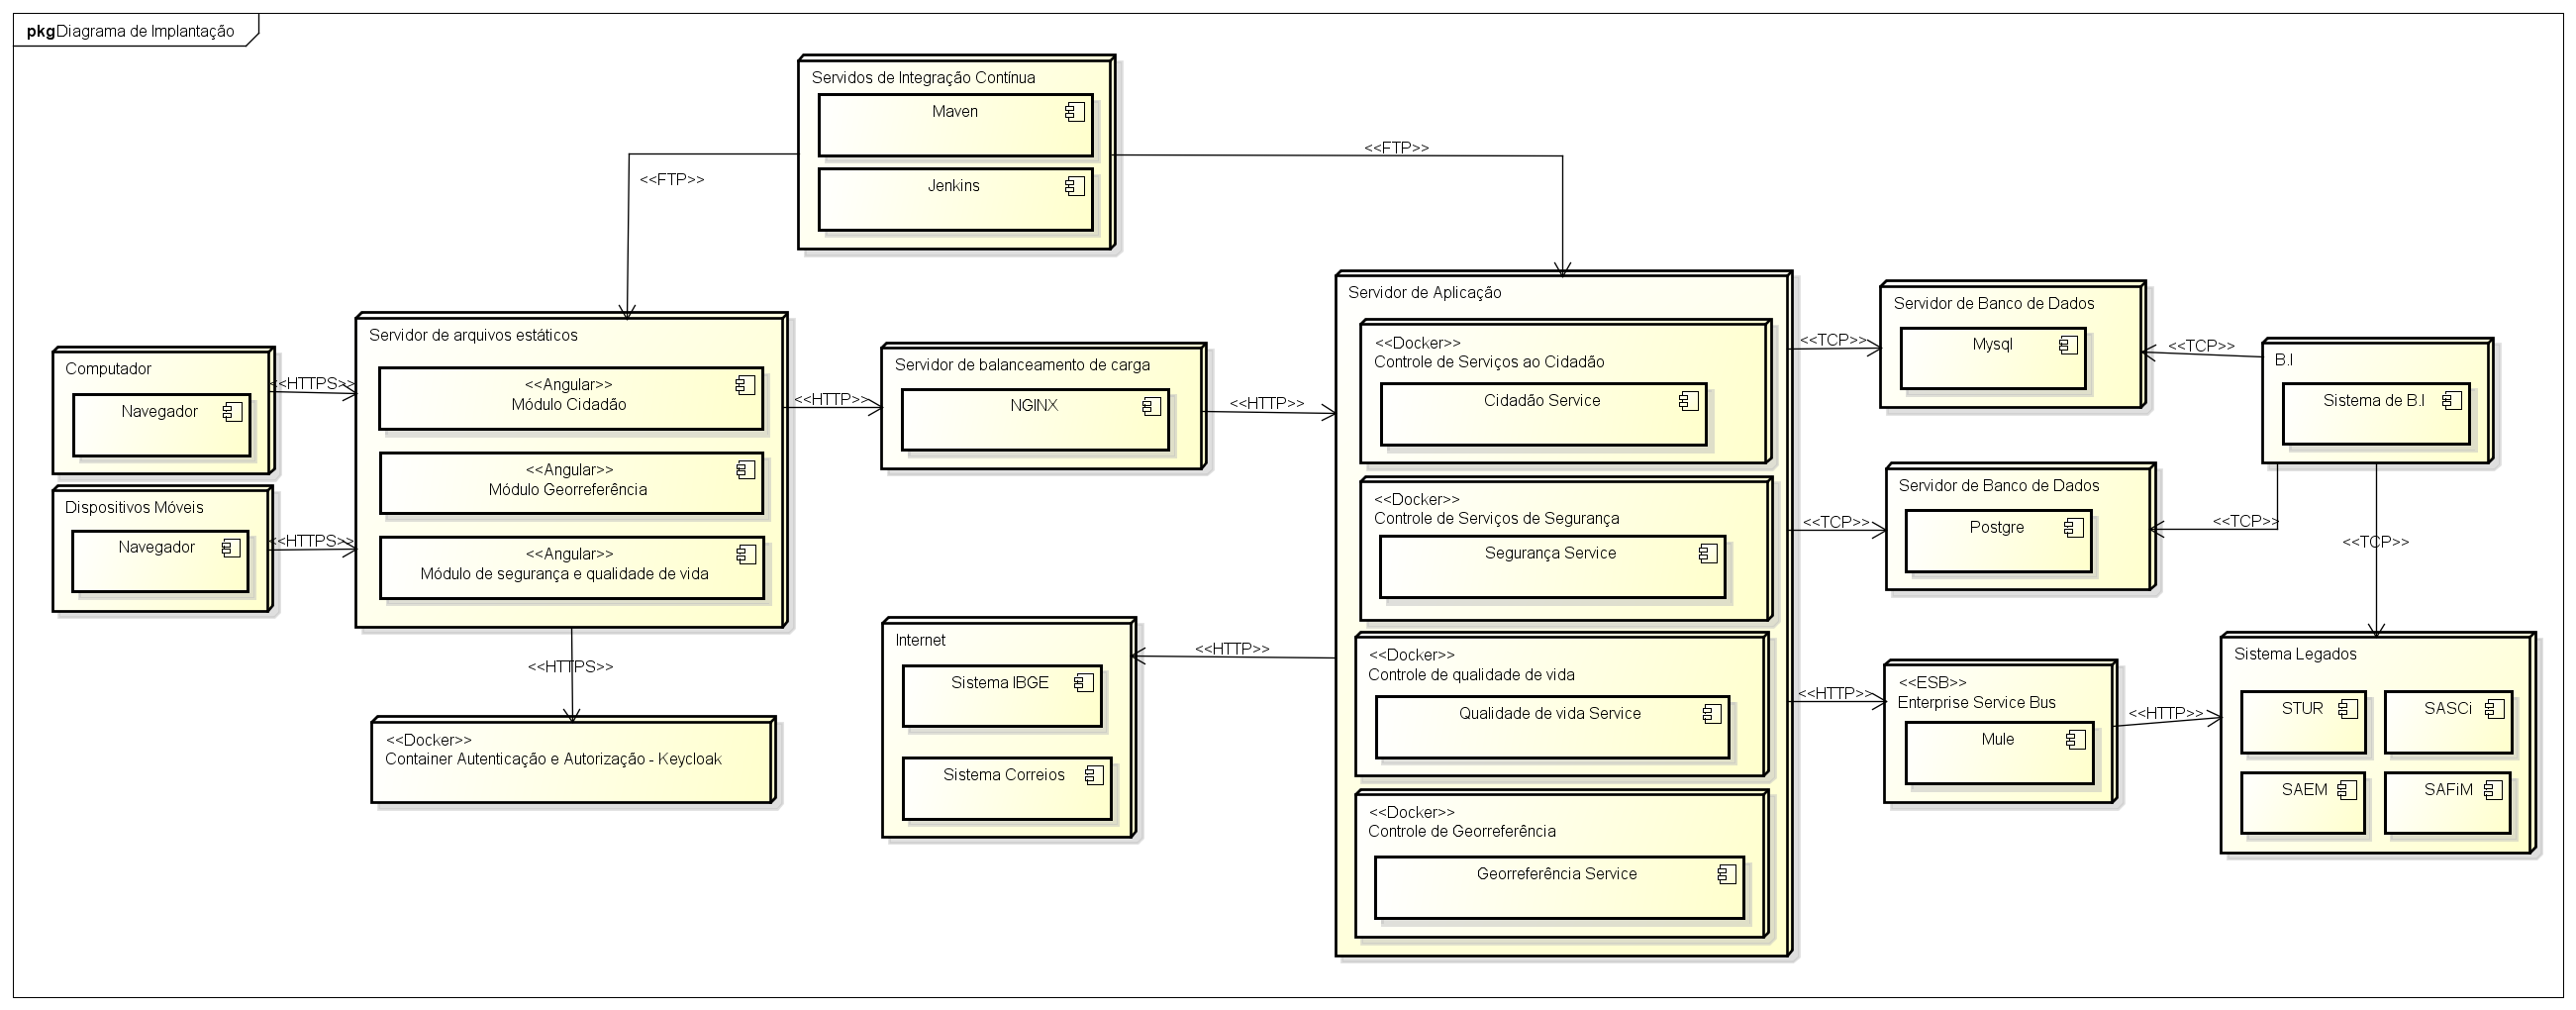 pkgDiagrama de Implantação
Servidos de Integração Contínua
Maven
Jenkins
<<FTP>>
<<FTP>>
Computador
Navegador
<<HTTPS>>
Dispositivos Móveis
Navegador
<<HTTPS>>
Servidor de arquivos estáticos
<<Angular>>
Módulo Cidadão
<<Angular>>
Módulo Georreferência
<<Angular>>
Módulo de segurança e qualidade de vida
<<HTTPS>>
<<Docker>>
Container Autenticação e Autorização - Keycloak
<<HTTP>>
Servidor de balanceamento de carga
NGINX
<<HTTP>>
Internet
Sistema IBGE
Sistema Correios
<<HTTP>>
Servidor de Aplicação
<<Docker>>
Controle de Serviços ao Cidadão
Cidadão Service
<<Docker>>
Controle de Serviços de Segurança
Segurança Service
<<Docker>>
Controle de qualidade de vida
Qualidade de vida Service
<<Docker>>
Controle de Georreferência
Georreferência Service
<<TCP>>
Servidor de Banco de Dados
Mysql
<<TCP>>
B.I
Sistema de B.I
<<TCP>>
Servidor de Banco de Dados
Postgre
<<TCP>>
<<TCP>>
<<HTTP>>
<<ESB>>
Enterprise Service Bus
Mule
<<HTTP>>
Sistema Legados
STUR
SASCi
SAEM
SAFiM